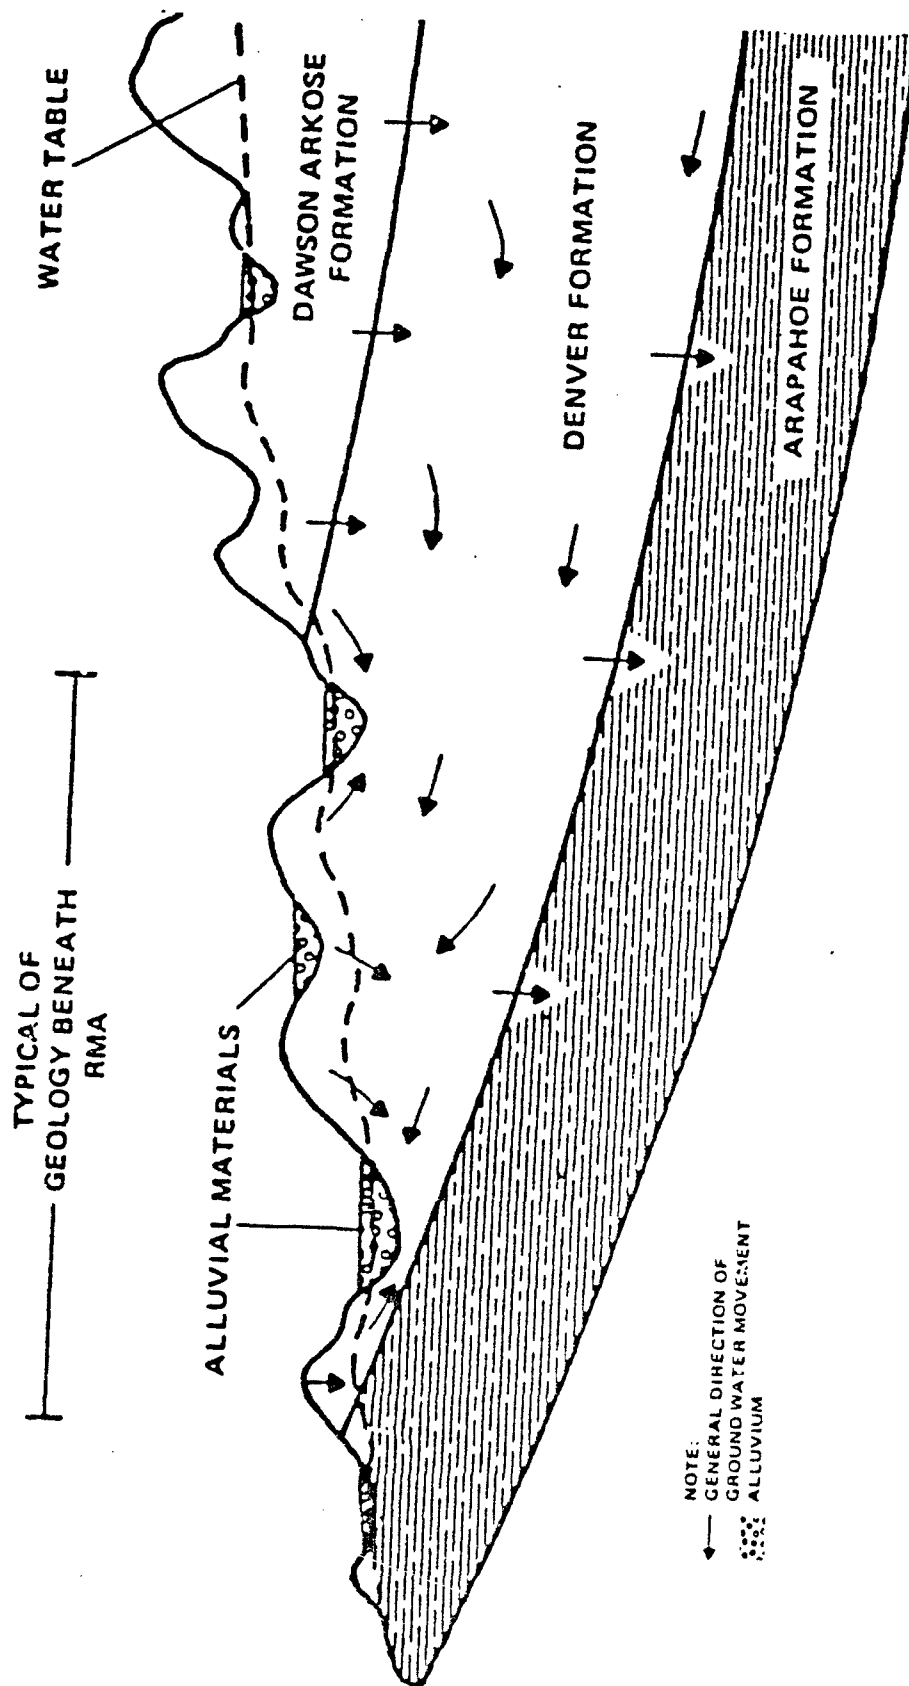 TYPICAL OF
GEOLOGY BENEATH
RMA
WATER TABLE
ALLUVIAL MATERIALS
DAWSON ARKOSE
FORMATION
DENVER FORMATION
ARAPAHOE FORMATION
NOTE:
GENERAL DIRECTION OF
GROUND WATER MOVEMENT
ALLUVIUM